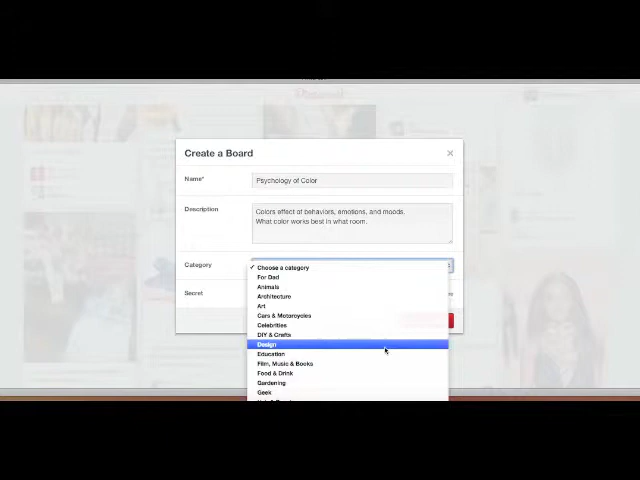 Pinterest
Create a Board
×
Name* Psychology of Color
Description Colors effect of behaviors, emotions, and moods.
What color works best in what room.
Category
✓ Choose a category
For Dad
Animals
Architecture
Secret
Art
Cars & Motorcycles
Celebrities
DIY & Crafts
Design
Education
Film, Music & Books
Food & Drink
Gardening
Geek